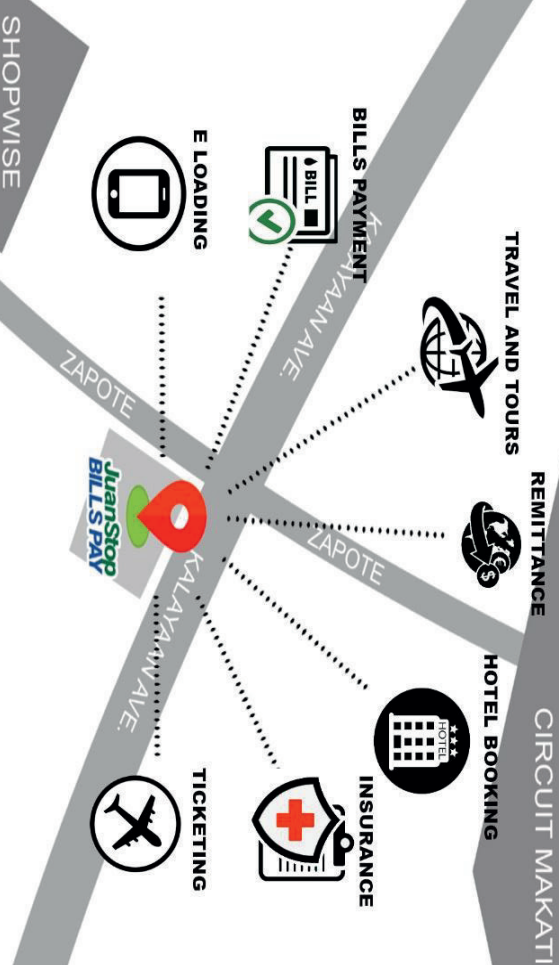 CIRCUIT MAKATI
REMITTANCE
TRAVEL AND TOURS
HOTEL BOOKING
HOTEL
BILLS PAYMENT
BILL
KALAYAAN AVE.
ZAPOTE
INSURANCE
E LOADING
ZAPOTE
KALAYAAN AVE.
TICKETING
JuanStop
BILLS PAY
SHOPWISE